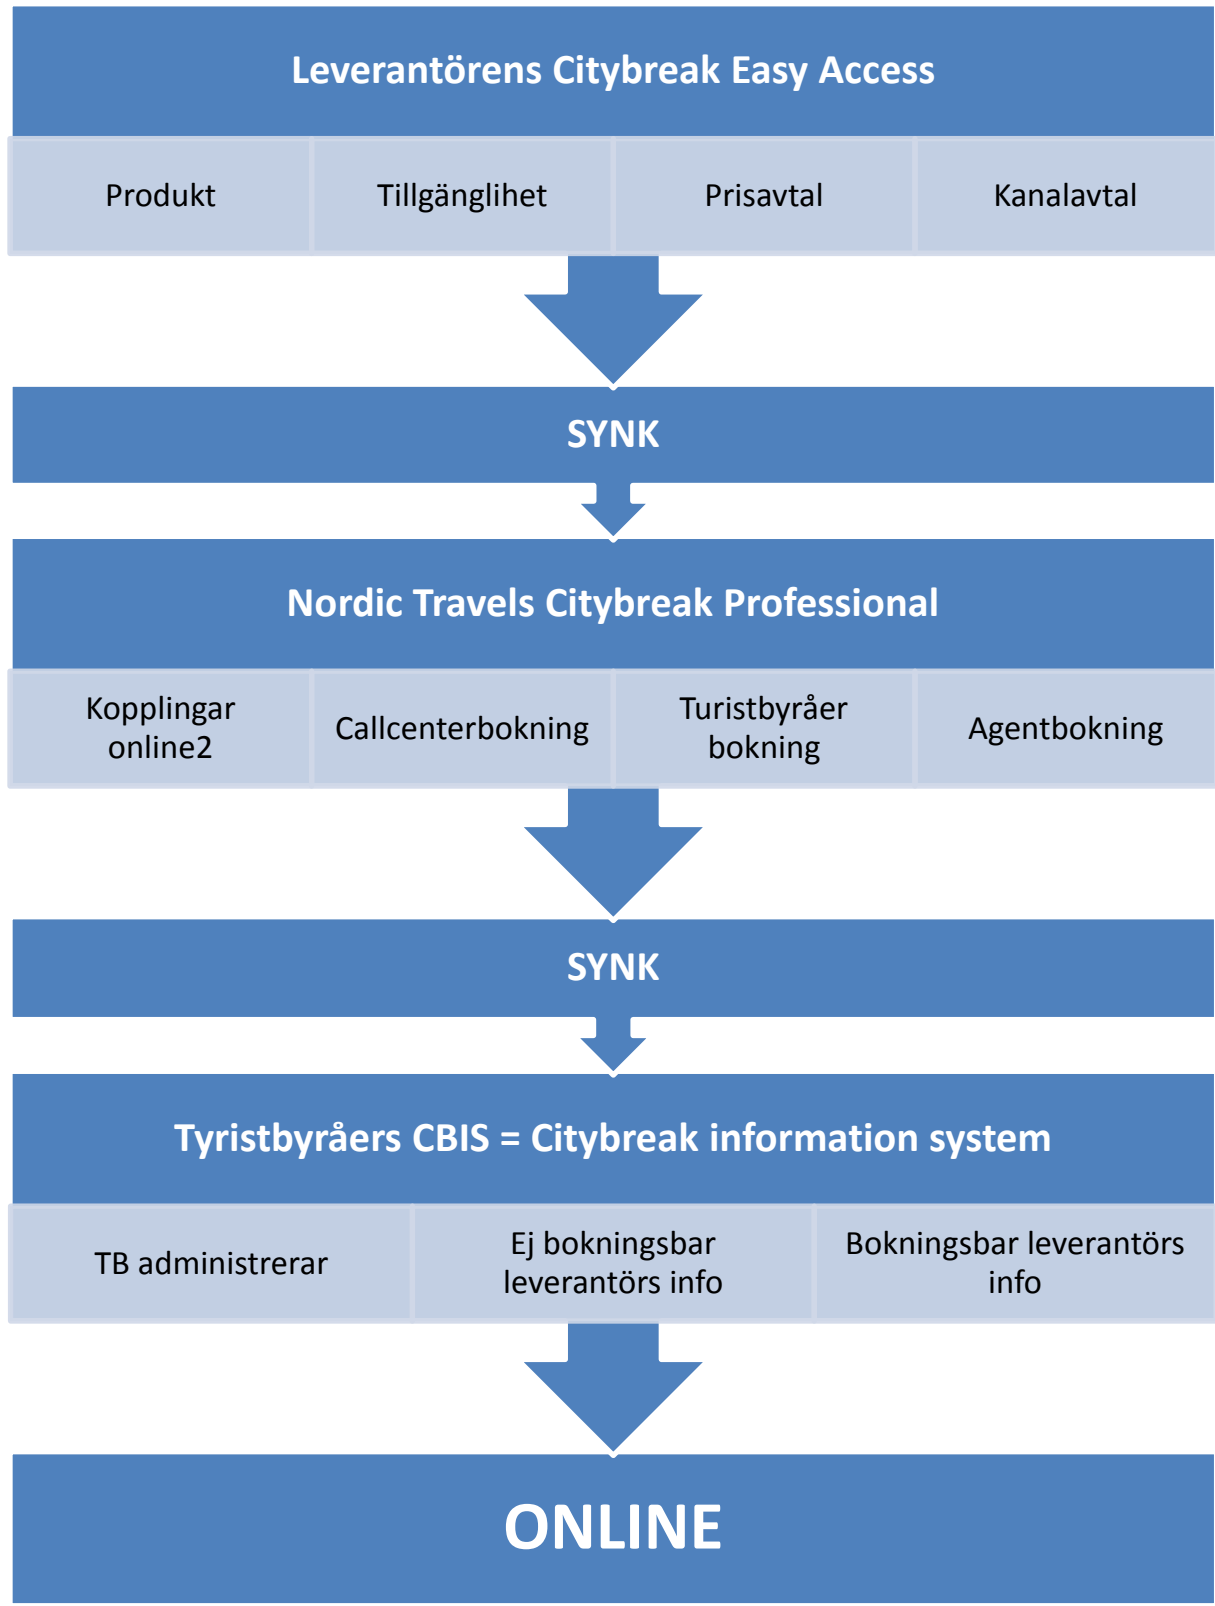 Leverantörens Citybreak Easy Access
Produkt
Tillgänglihet
Prisavtal
Kanalavtal
SYNK
Nordic Travels Citybreak Professional
Kopplingar
online2
Callcenterbokning
Turistbyråer
bokning
Agentbokning
SYNK
Tyristbyråers CBIS = Citybreak information system
TB administrerar
Ej bokningsbar
leverantörs info
Bokningsbar leverantörs
info
ONLINE